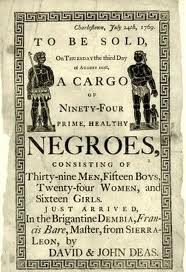 Charlestown, July 24th, 1769.
TO BE SOLD,
On THURSDAY the third Day
of AUGUST next,
A CARGO
OF
NINETY-FOUR
PRIME, HEALTHY
NEGROES,
CONSISTING OF
Thirty-nine MEN, Fifteen BOYS,
Twenty-four WOMEN, and
Sixteen GIRLS.
JUST ARRIVED,
In the Brigantine DEMBIA, Francis
Bare, Master, from SIERRA-
LEON, by
DAVID & JOHN DEAS.